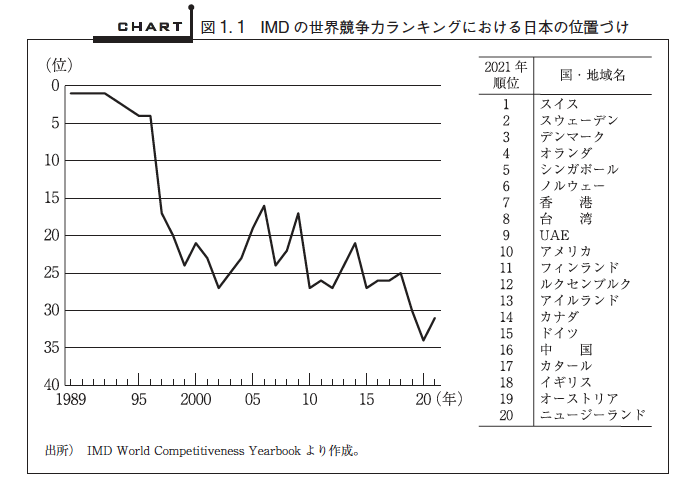 CHART 図1.1 IMDの世界競争力ランキングにおける日本の位置づけ
(位)
0
5
10
15
20
25
30
35
40
1989 95 2000 05 10 15 20 (年)
2021年順位 国・地域名
1 スイス
2 スウェーデン
3 デンマーク
4 オランダ
5 シンガポール
6 ノルウェー
7 香 港
8 台 湾
9 UAE
10 アメリカ
11 フィンランド
12 ルクセンブルク
13 アイルランド
14 カナダ
15 ドイツ
16 中 国
17 カタール
18 イギリス
19 オーストリア
20 ニュージーランド
出所) IMD World Competitiveness Yearbook より作成。